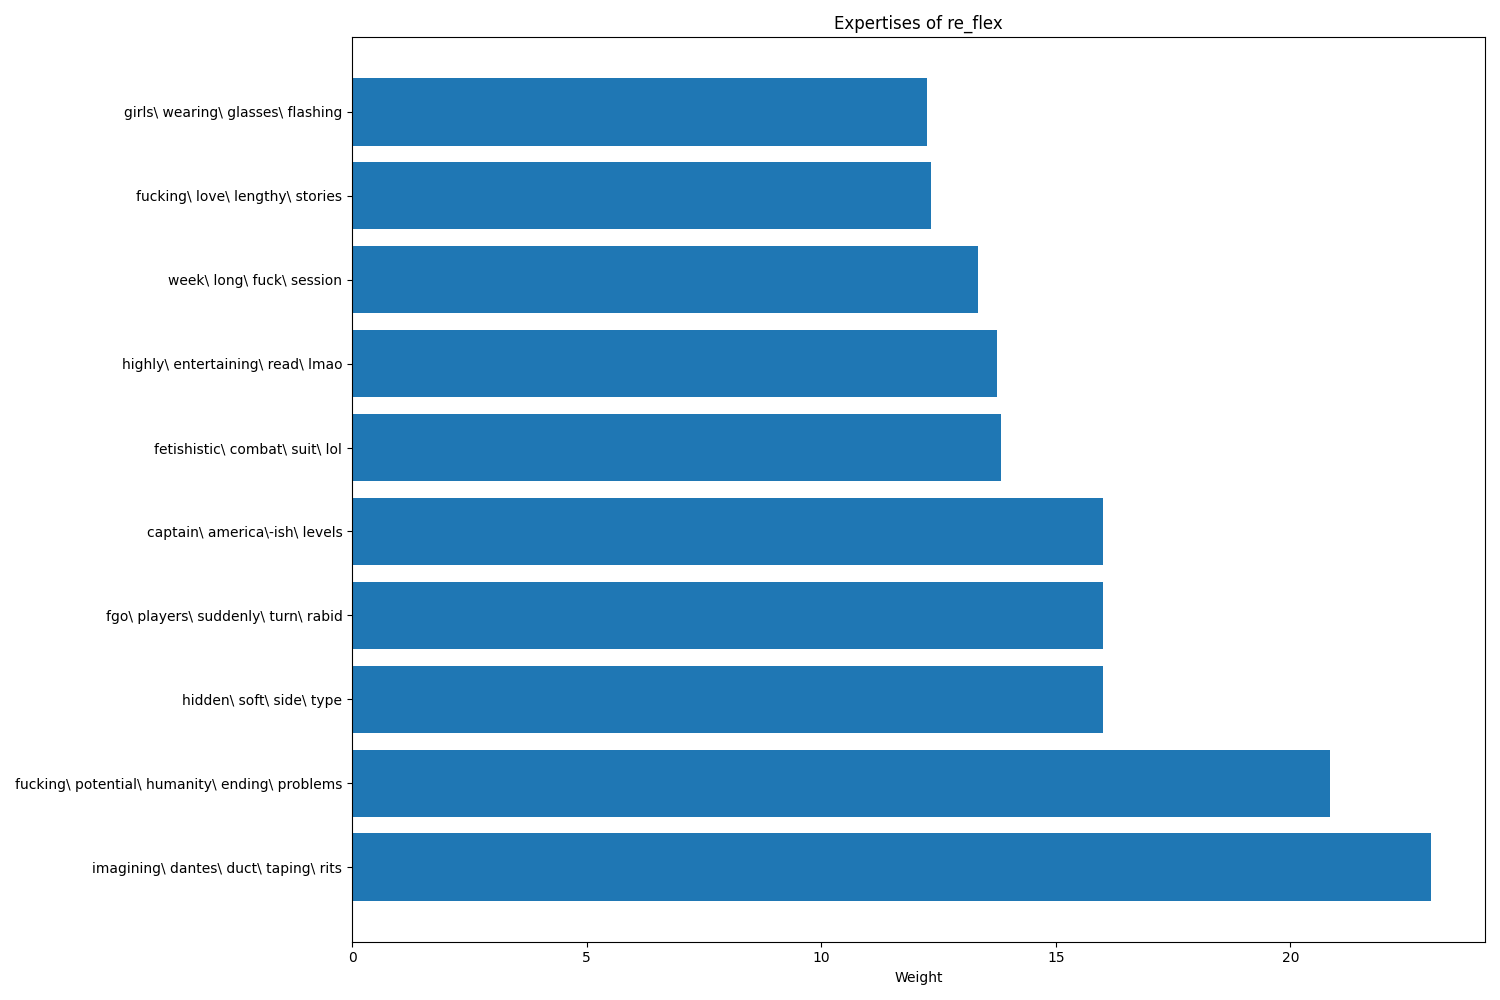 Expertises of re_flex
girls\ wearing\ glasses\ flashing
fucking\ love\ lengthy\ stories
week\ long\ fuck\ session
highly\ entertaining\ read\ lmao
fetishistic\ combat\ suit\ lol
captain\ america\-ish\ levels
fgo\ players\ suddenly\ turn\ rabid
hidden\ soft\ side\ type
fucking\ potential\ humanity\ ending\ problems
imagining\ dantes\ duct\ taping\ rits
0 5 10 15 20
Weight